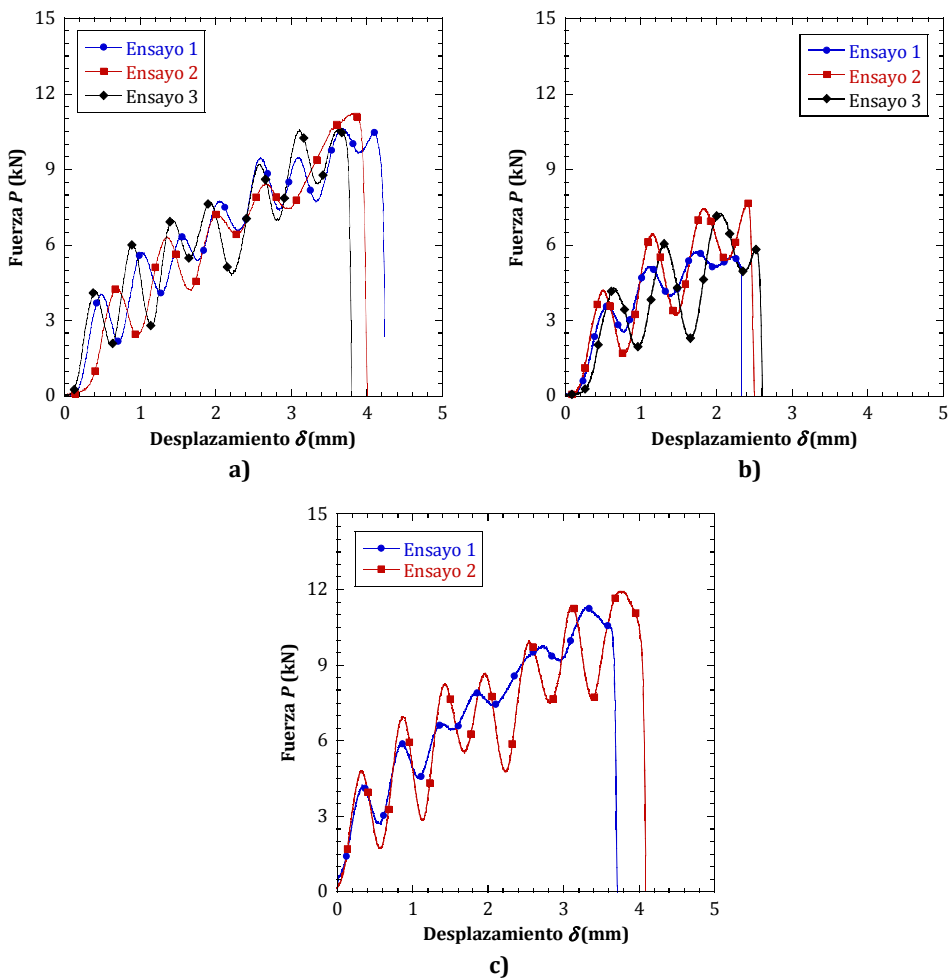 15
12
9
6
3
0
Fuerza P (kN)
Ensayo 1
Ensayo 2
Ensayo 3
0 1 2 3 4 5
Desplazamiento δ (mm)
a)
15
12
9
6
3
0
Fuerza P (kN)
Ensayo 1
Ensayo 2
Ensayo 3
0 1 2 3 4 5
Desplazamiento δ (mm)
b)
15
12
9
6
3
0
Fuerza P (kN)
Ensayo 1
Ensayo 2
0 1 2 3 4 5
Desplazamiento δ (mm)
c)